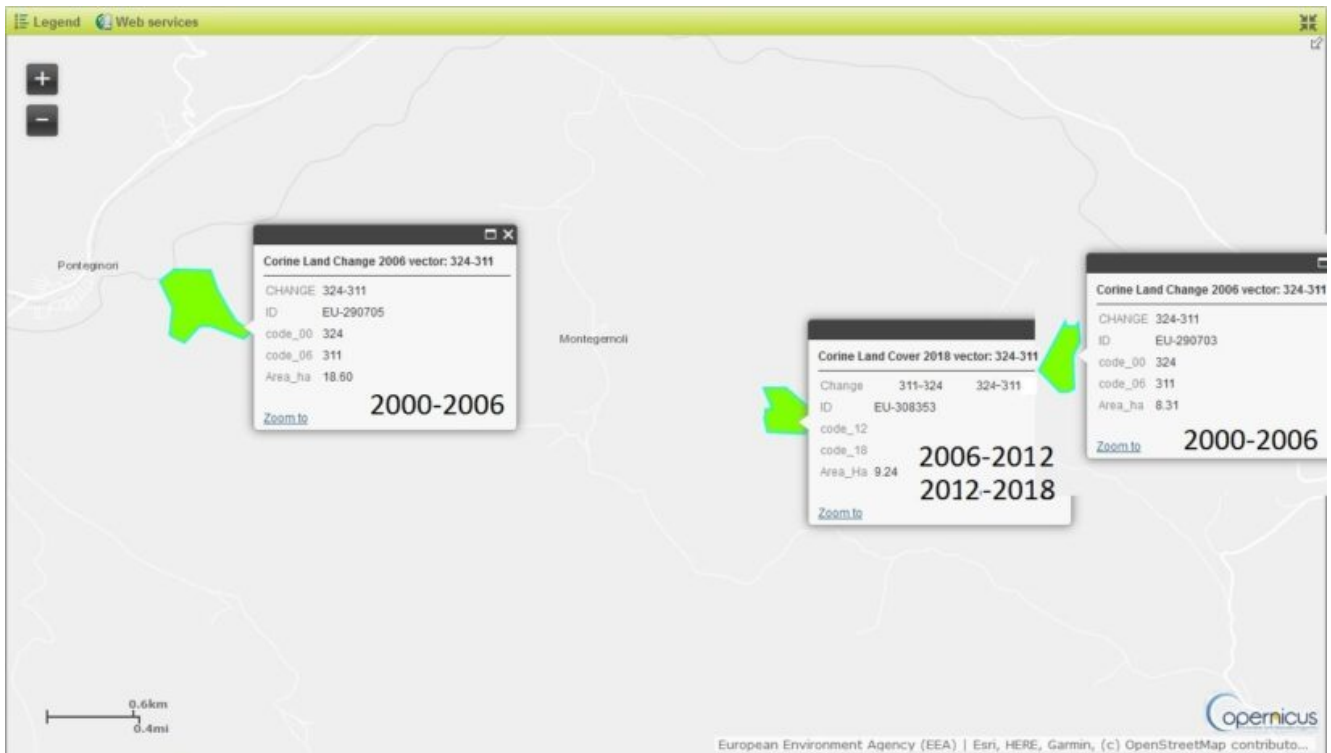 Legend Web services
+
−
Ponteginori
Corine Land Change 2006 vector: 324-311
CHANGE 324-311
ID EU-290705
code_00 324
code_06 311
Area_ha 18.60
2000-2006
Zoom to
Montegemoli
Corine Land Cover 2018 vector: 324-311
Change 311-324 324-311
ID EU-308353
code_12
code_18
Area_Ha 9.24
2006-2012
2012-2018
Zoom to
Corine Land Change 2006 vector: 324-311
CHANGE 324-311
ID EU-290703
code_00 324
code_06 311
Area_ha 8.31
2000-2006
Zoom to
0.6km
0.4mi
opernicus
European Environment Agency (EEA) | Esri, HERE, Garmin, (c) OpenStreetMap contributo...